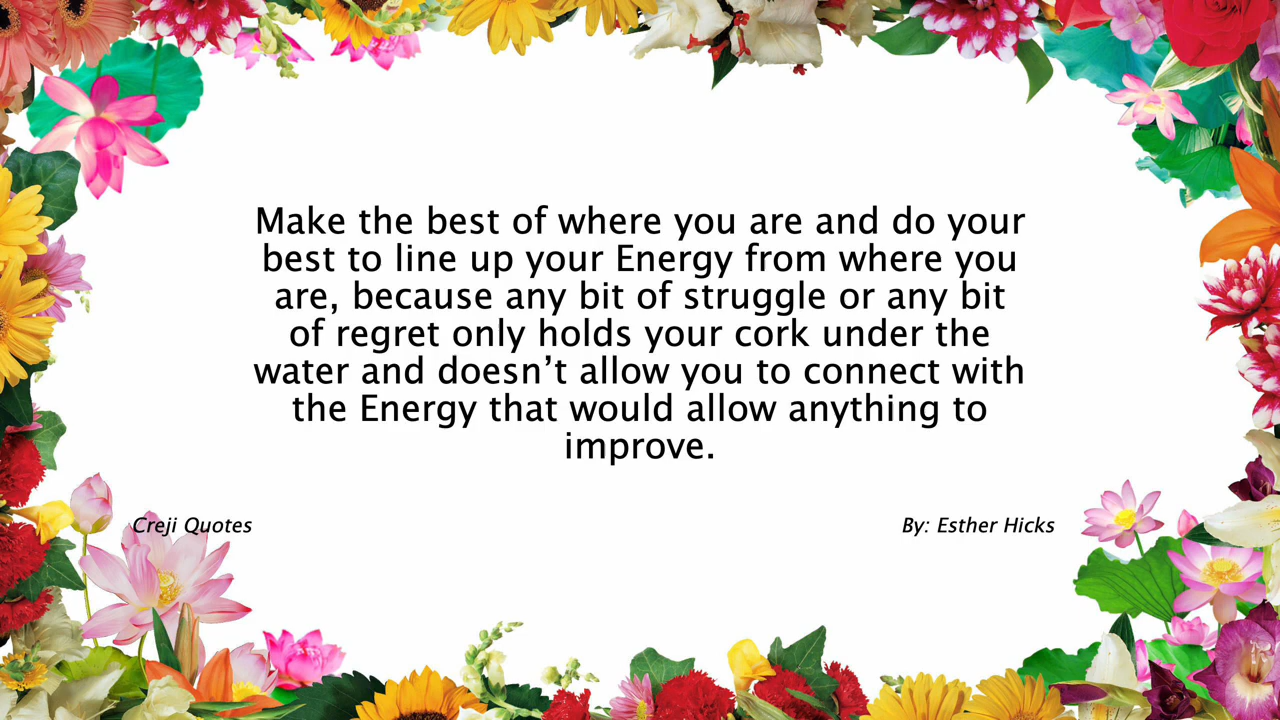 Make the best of where you are and do your
best to line up your Energy from where you
are, because any bit of struggle or any bit
of regret only holds your cork under the
water and doesn’t allow you to connect with
the Energy that would allow anything to
improve.
Creji Quotes
By: Esther Hicks